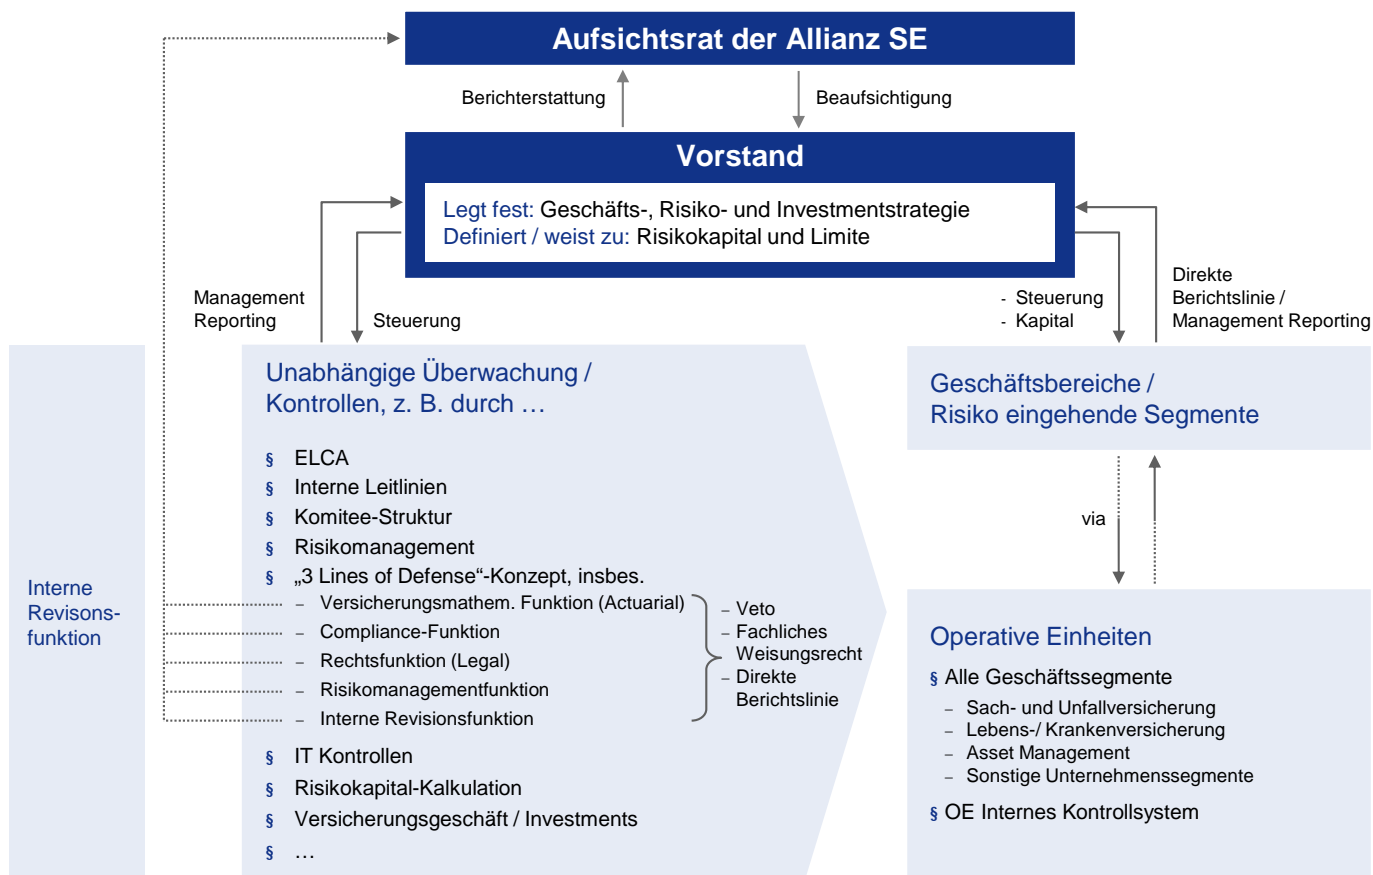 Aufsichtsrat der Allianz SE
Berichterstattung
Beaufsichtigung
Vorstand
Legt fest: Geschäfts-, Risiko- und Investmentstrategie
Definiert / weist zu: Risikokapital und Limite
Management
Reporting
Steuerung
- Steuerung
- Kapital
Direkte
Berichtslinie /
Management Reporting
Interne
Revisons-
funktion
Unabhängige Überwachung /
Kontrollen, z. B. durch …
§ ELCA
§ Interne Leitlinien
§ Komitee-Struktur
§ Risikomanagement
§ „3 Lines of Defense“-Konzept, insbes.
– Versicherungsmathem. Funktion (Actuarial)
– Compliance-Funktion
– Rechtsfunktion (Legal)
– Risikomanagementfunktion
– Interne Revisionsfunktion
– Veto
– Fachliches
Weisungsrecht
– Direkte
Berichtslinie
§ IT Kontrollen
§ Risikokapital-Kalkulation
§ Versicherungsgeschäft / Investments
§ …
Geschäftsbereiche /
Risiko eingehende Segmente
via
Operative Einheiten
§ Alle Geschäftssegmente
– Sach- und Unfallversicherung
– Lebens-/ Krankenversicherung
– Asset Management
– Sonstige Unternehmenssegmente
§ OE Internes Kontrollsystem